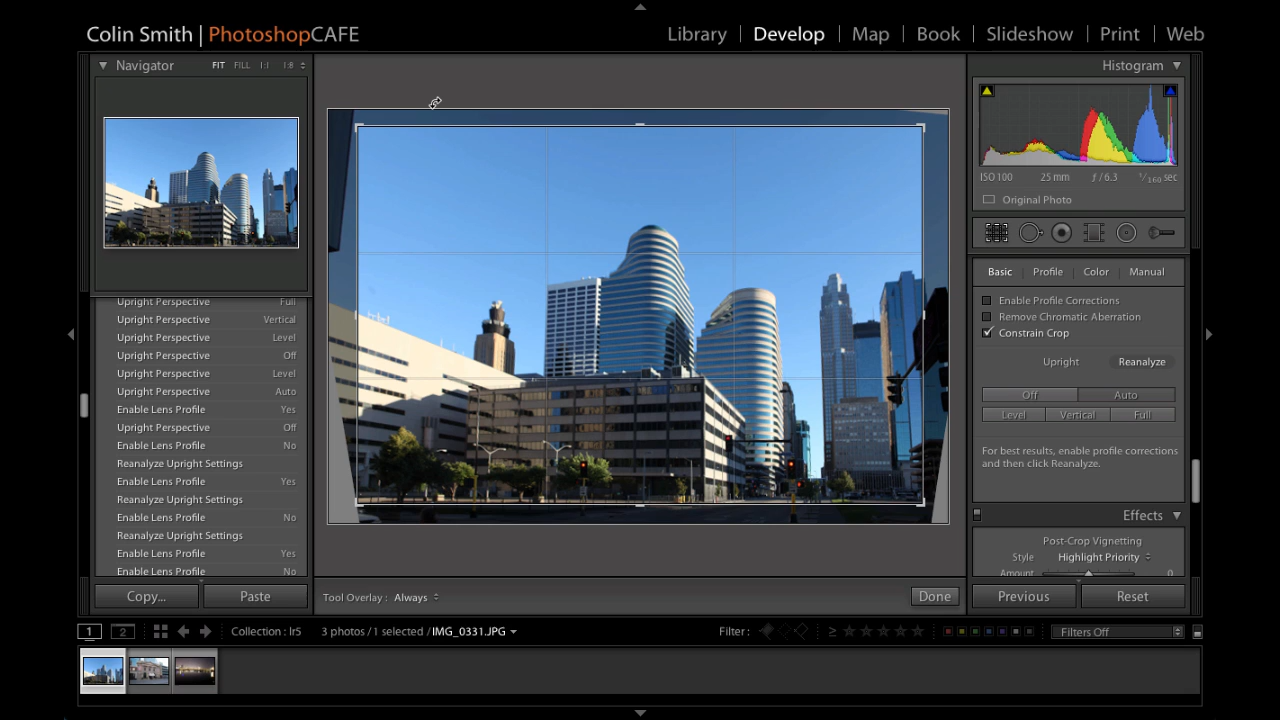 Colin Smith | PhotoshopCAFE
Library | Develop | Map | Book | Slideshow | Print | Web
Navigator FIT FILL 1:1 1:8
Upright Perspective Full
Upright Perspective Vertical
Upright Perspective Level
Upright Perspective Off
Upright Perspective Level
Upright Perspective Auto
Enable Lens Profile Yes
Upright Perspective Off
Enable Lens Profile No
Reanalyze Upright Settings
Enable Lens Profile Yes
Reanalyze Upright Settings
Enable Lens Profile No
Reanalyze Upright Settings
Enable Lens Profile Yes
Enable Lens Profile No
Copy... Paste
Tool Overlay : Always
Done
Histogram
ISO 100 25 mm ƒ / 6.3 1/160 sec
Original Photo
Basic | Profile | Color | Manual
Enable Profile Corrections
Remove Chromatic Aberration
Constrain Crop
Upright Reanalyze
Off Auto
Level Vertical Full
For best results, enable profile corrections
and then click Reanalyze.
Effects
Post-Crop Vignetting
Style Highlight Priority
Amount 0
Previous Reset
1 2 Collection : lr5 3 photos / 1 selected / IMG_0331.JPG Filter : ≥ Filters Off